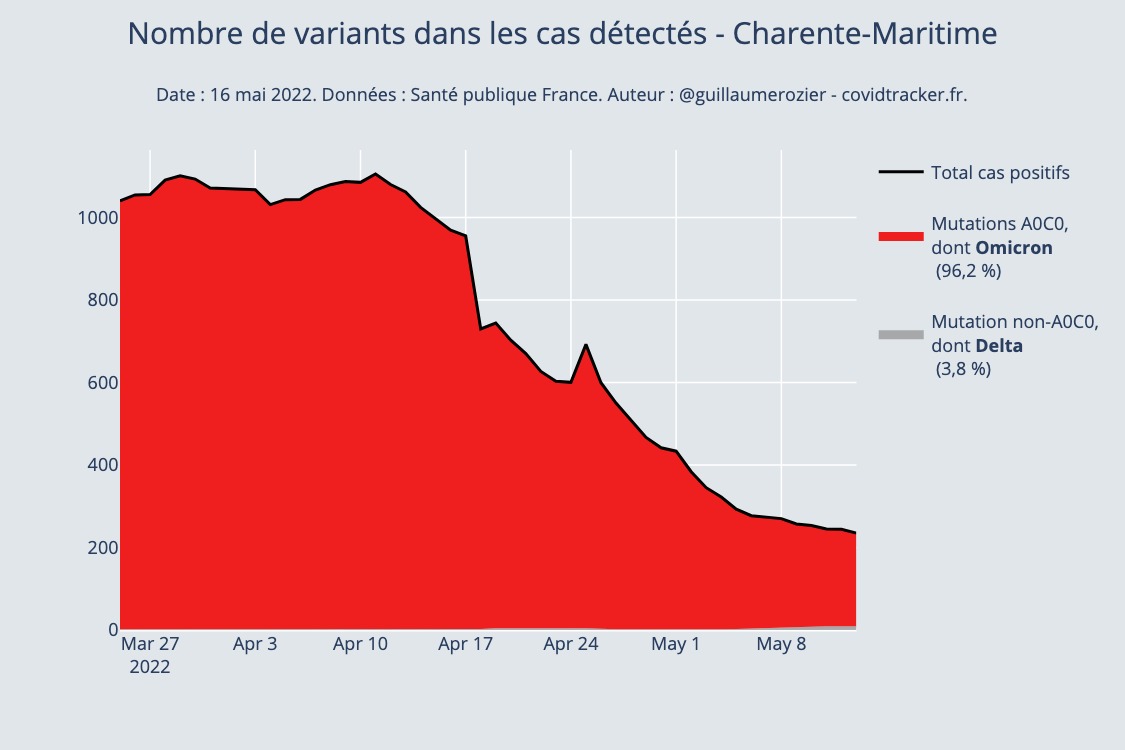 Nombre de variants dans les cas détectés - Charente-Maritime
Date : 16 mai 2022. Données : Santé publique France. Auteur : @guillaumerozier - covidtracker.fr.
Total cas positifs
Mutations A0C0,
dont Omicron
(96,2 %)
Mutation non-A0C0,
dont Delta
(3,8 %)
1000
800
600
400
200
0
Mar 27 Apr 3 Apr 10 Apr 17 Apr 24 May 1 May 8
2022